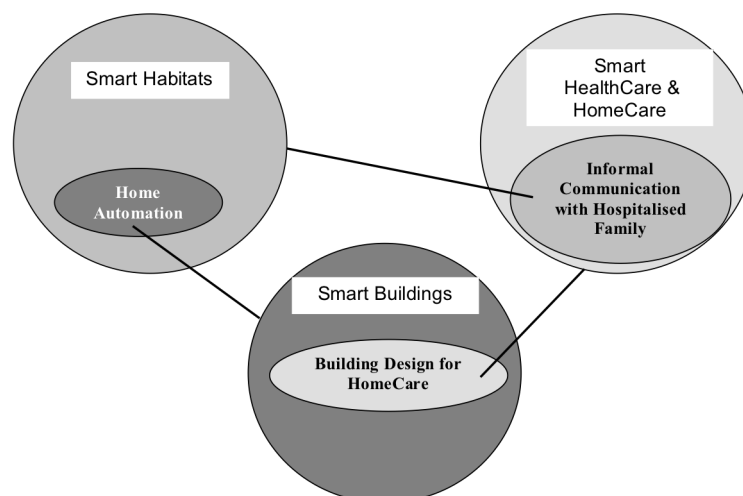 Smart Habitats
Home
Automation
Smart
HealthCare &
HomeCare
Informal
Communication
with Hospitalised
Family
Smart Buildings
Building Design for
HomeCare